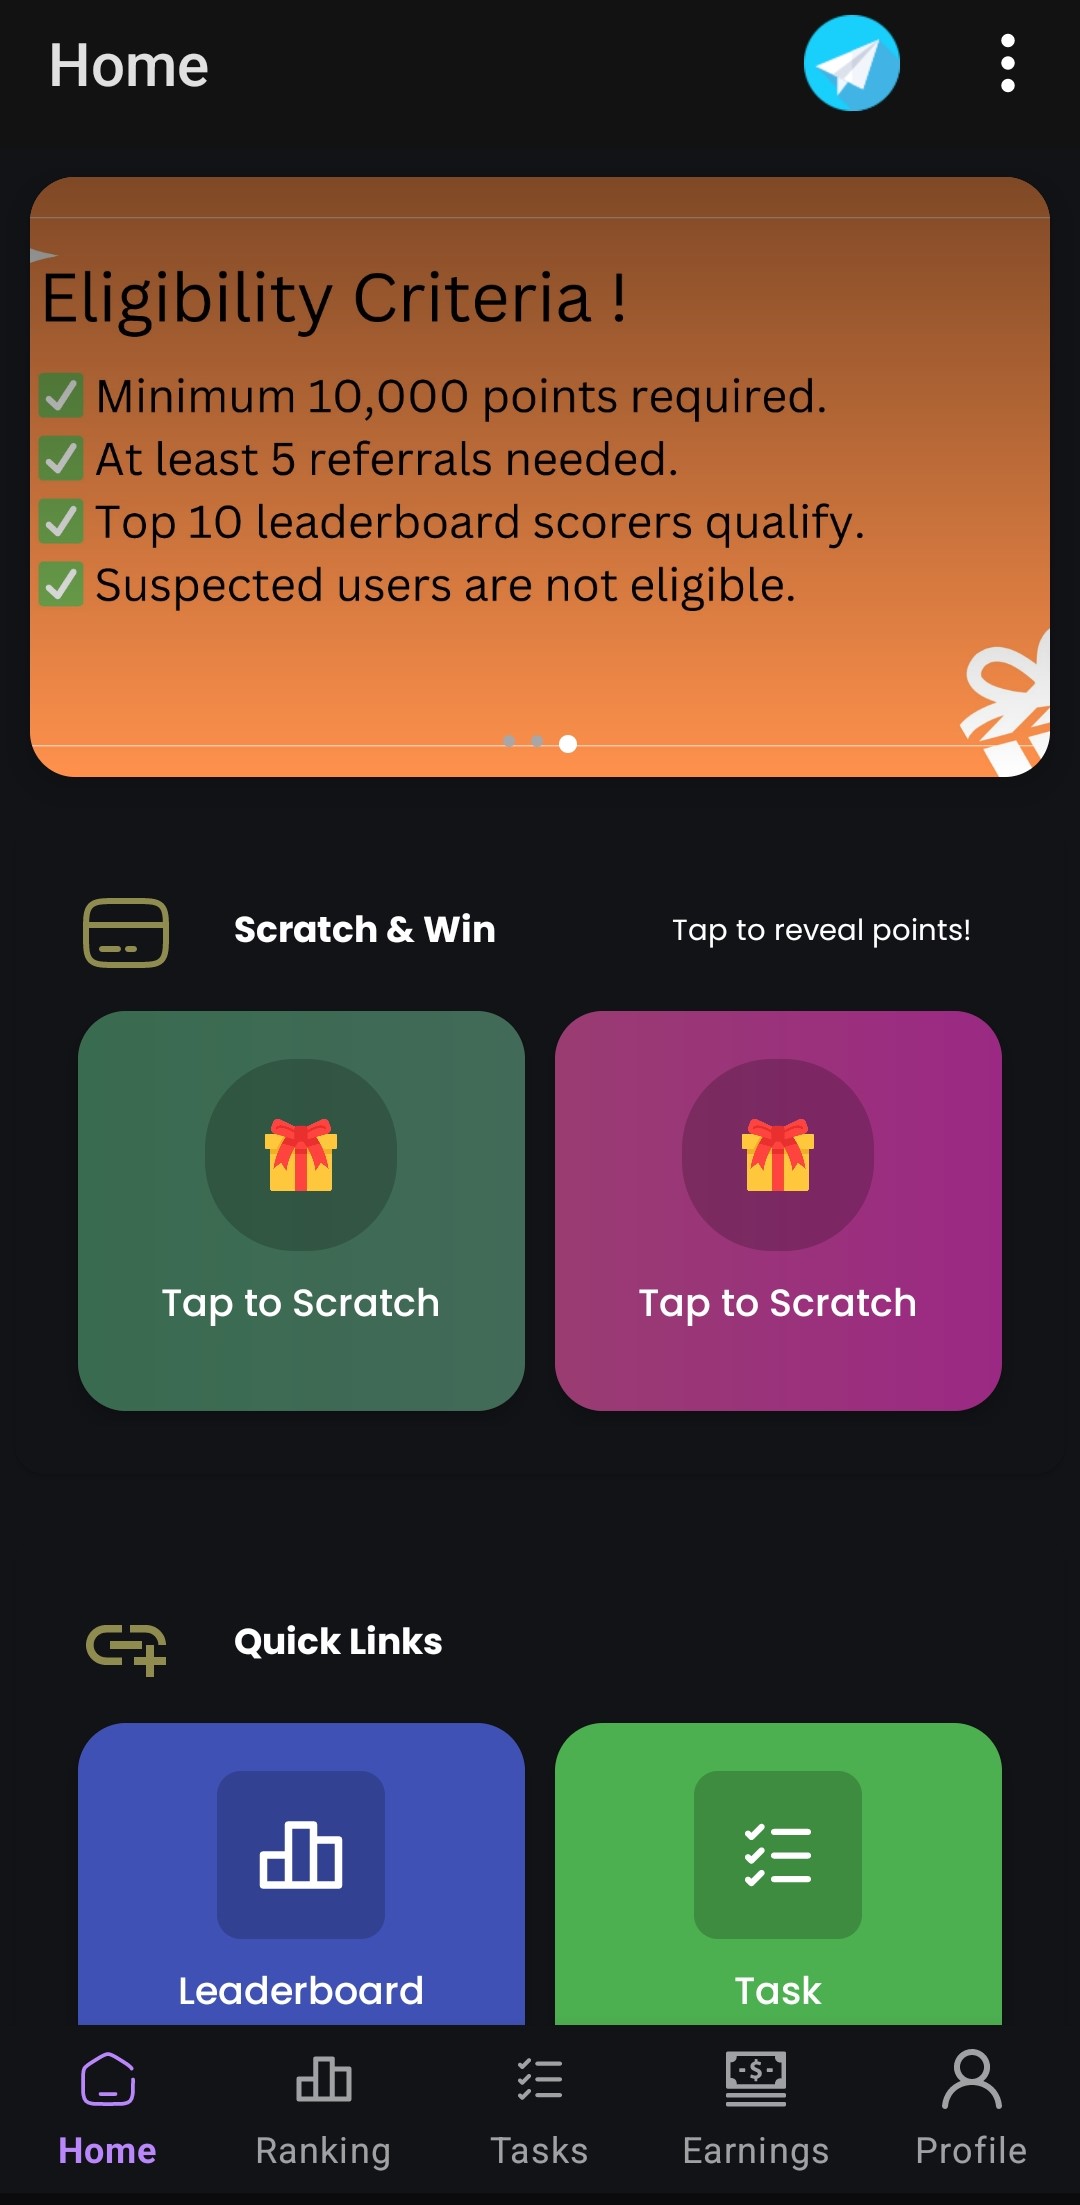 Home
Eligibility Criteria !
✅ Minimum 10,000 points required.
✅ At least 5 referrals needed.
✅ Top 10 leaderboard scorers qualify.
✅ Suspected users are not eligible.
Scratch & Win
Tap to reveal points!
Tap to Scratch
Tap to Scratch
Quick Links
Leaderboard
Task
Home
Ranking
Tasks
Earnings
Profile